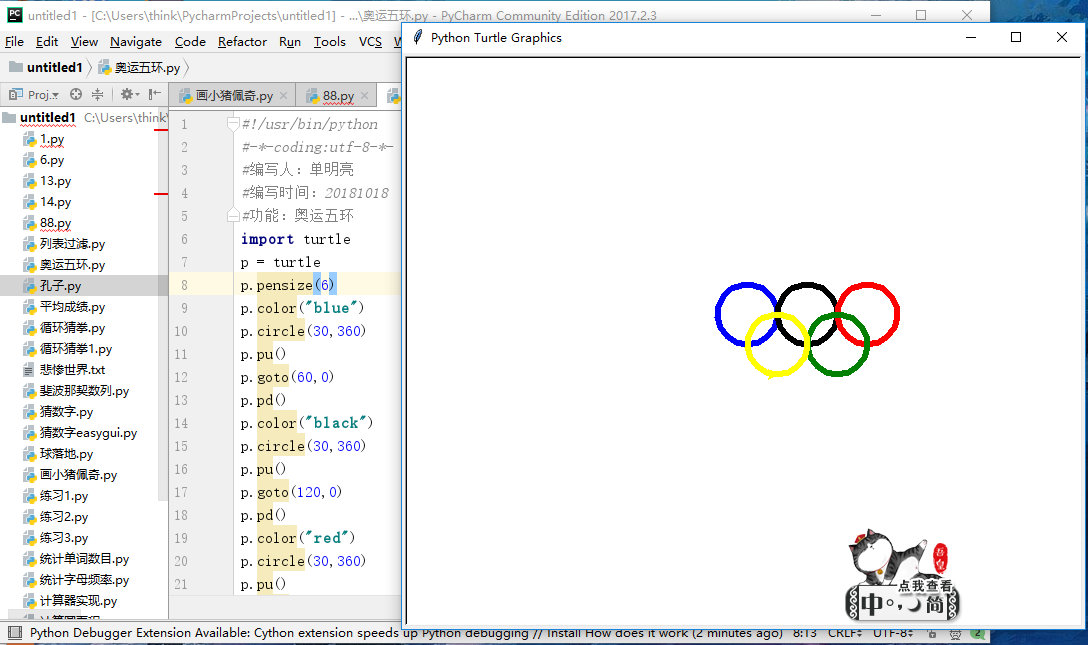 untitled1 - [C:\Users\think\PycharmProjects\untitled1] - ...\奥运五环.py - PyCharm Community Edition 2017.2.3
File Edit View Navigate Code Refactor Run Tools VCS W
untitled1 奥运五环.py
Proj..
画小猪佩奇.py × 88.py ×
untitled1 C:\Users\think\
1.py
6.py
13.py
14.py
88.py
列表过滤.py
奥运五环.py
孔子.py
平均成绩.py
循环猜拳.py
循环猜拳1.py
悲惨世界.txt
斐波那契数列.py
猜数字.py
猜数字easygui.py
球落地.py
画小猪佩奇.py
练习1.py
练习2.py
练习3.py
统计单词数目.py
统计字母频率.py
计算器实现.py
1 #!/usr/bin/python
2 #-*-coding:utf-8-*-
3 #编写人：单明亮
4 #编写时间：20181018
5 #功能：奥运五环
6 import turtle
7 p = turtle
8 p.pensize(6)
9 p.color("blue")
10 p.circle(30,360)
11 p.pu()
12 p.goto(60,0)
13 p.pd()
14 p.color("black")
15 p.circle(30,360)
16 p.pu()
17 p.goto(120,0)
18 p.pd()
19 p.color("red")
20 p.circle(30,360)
21 p.pu()
Python Turtle Graphics
吾皇
点我查看
中 简
Python Debugger Extension Available: Cython extension speeds up Python debugging // Install How does it work (2 minutes ago) 8:13 CRLF UTF-8 2